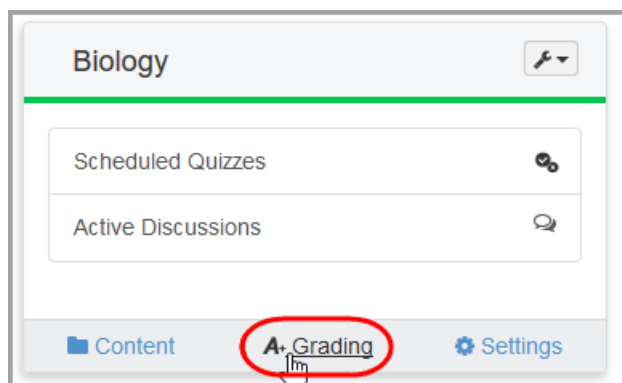 Biology
Scheduled Quizzes
Active Discussions
Content A+ Grading Settings